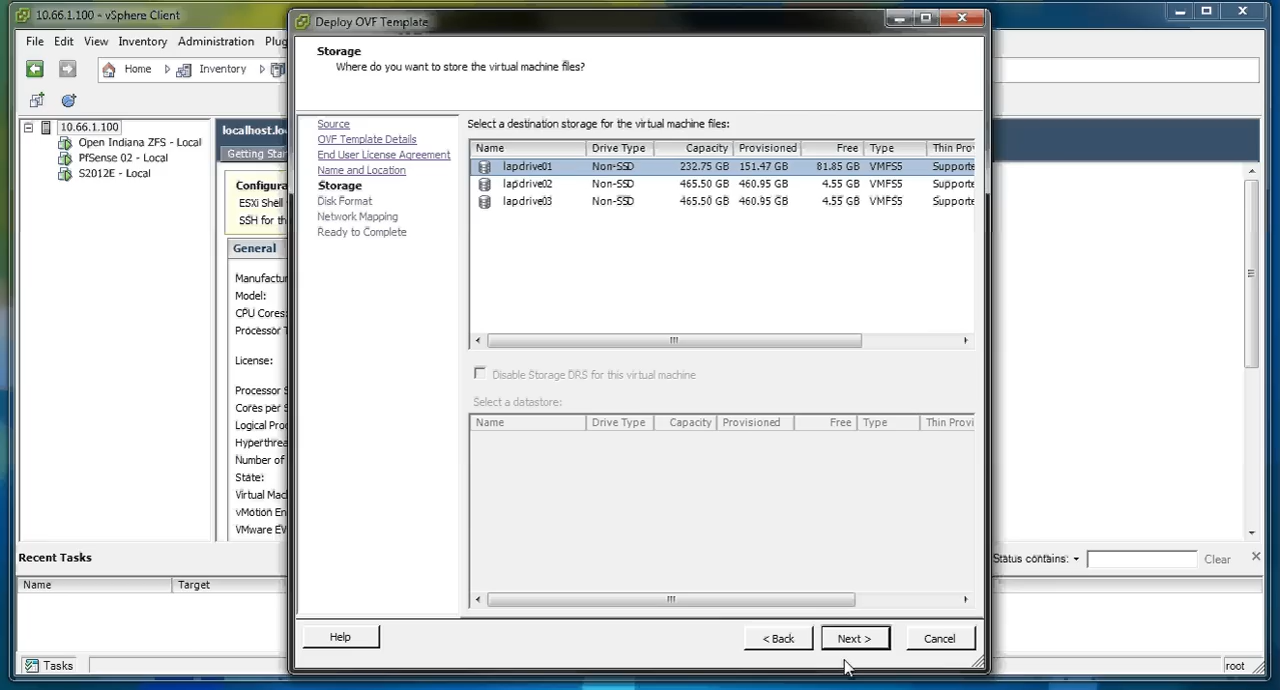 10.66.1.100 - vSphere Client
File Edit View Inventory Administration
Home Inventory
10.66.1.100
Open Indiana ZFS - Local
PfSense 02 - Local
S2012E - Local
Deploy OVF Template
Storage
Where do you want to store the virtual machine files?
Source
OVF Template Details
End User License Agreement
Name and Location
Storage
Disk Format
Network Mapping
Ready to Complete
Select a destination storage for the virtual machine files:
Name Drive Type Capacity Provisioned Free Type Thin Pro
lapdrive01 Non-SSD 232.75 GB 151.47 GB 81.85 GB VMFS5 Supporte
lapdrive02 Non-SSD 465.50 GB 460.95 GB 4.55 GB VMFS5 Supporte
lapdrive03 Non-SSD 465.50 GB 460.95 GB 4.55 GB VMFS5 Supporte
Disable Storage DRS for this virtual machine
Select a datastore:
Name Drive Type Capacity Provisioned Free Type Thin Provi
Help < Back Next > Cancel
localhost.lo
Getting Star
Configura
ESXi Shell
SSH for th
General
Manufactur
Model:
CPU Cores:
Processor T
License:
Processor S
Cores per S
Logical Proc
Hyperthrea
Number of
State:
Virtual Mac
vMotion En
VMware EV
Recent Tasks
Status contains: Clear
Name Target
Tasks
root